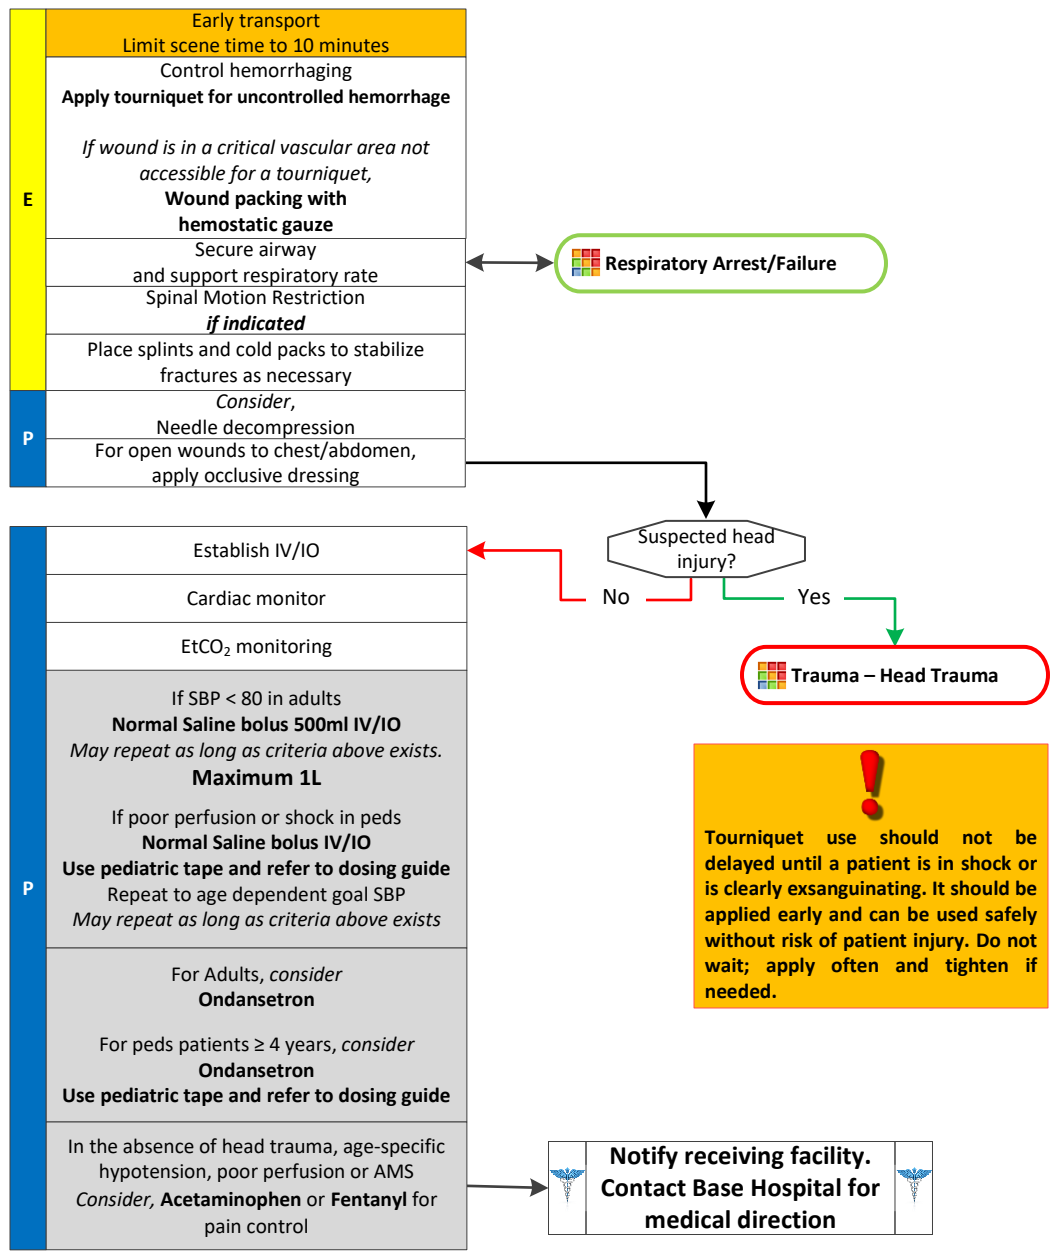 Early transport
Limit scene time to 10 minutes
E
Control hemorrhaging
Apply tourniquet for uncontrolled hemorrhage
If wound is in a critical vascular area not
accessible for a tourniquet,
Wound packing with
hemostatic gauze
Secure airway
and support respiratory rate
Respiratory Arrest/Failure
Spinal Motion Restriction
if indicated
Place splints and cold packs to stabilize
fractures as necessary
P
Consider,
Needle decompression
For open wounds to chest/abdomen,
apply occlusive dressing
Suspected head
injury?
No
Yes
Trauma – Head Trauma
P
Establish IV/IO
Cardiac monitor
EtCO₂ monitoring
If SBP < 80 in adults
Normal Saline bolus 500ml IV/IO
May repeat as long as criteria above exists.
Maximum 1L
If poor perfusion or shock in peds
Normal Saline bolus IV/IO
Use pediatric tape and refer to dosing guide
Repeat to age dependent goal SBP
May repeat as long as criteria above exists
For Adults, consider
Ondansetron
For peds patients ≥ 4 years, consider
Ondansetron
Use pediatric tape and refer to dosing guide
In the absence of head trauma, age-specific
hypotension, poor perfusion or AMS
Consider, Acetaminophen or Fentanyl for
pain control
Tourniquet use should not be
delayed until a patient is in shock or
is clearly exsanguinating. It should be
applied early and can be used safely
without risk of patient injury. Do not
wait; apply often and tighten if
needed.
Notify receiving facility.
Contact Base Hospital for
medical direction